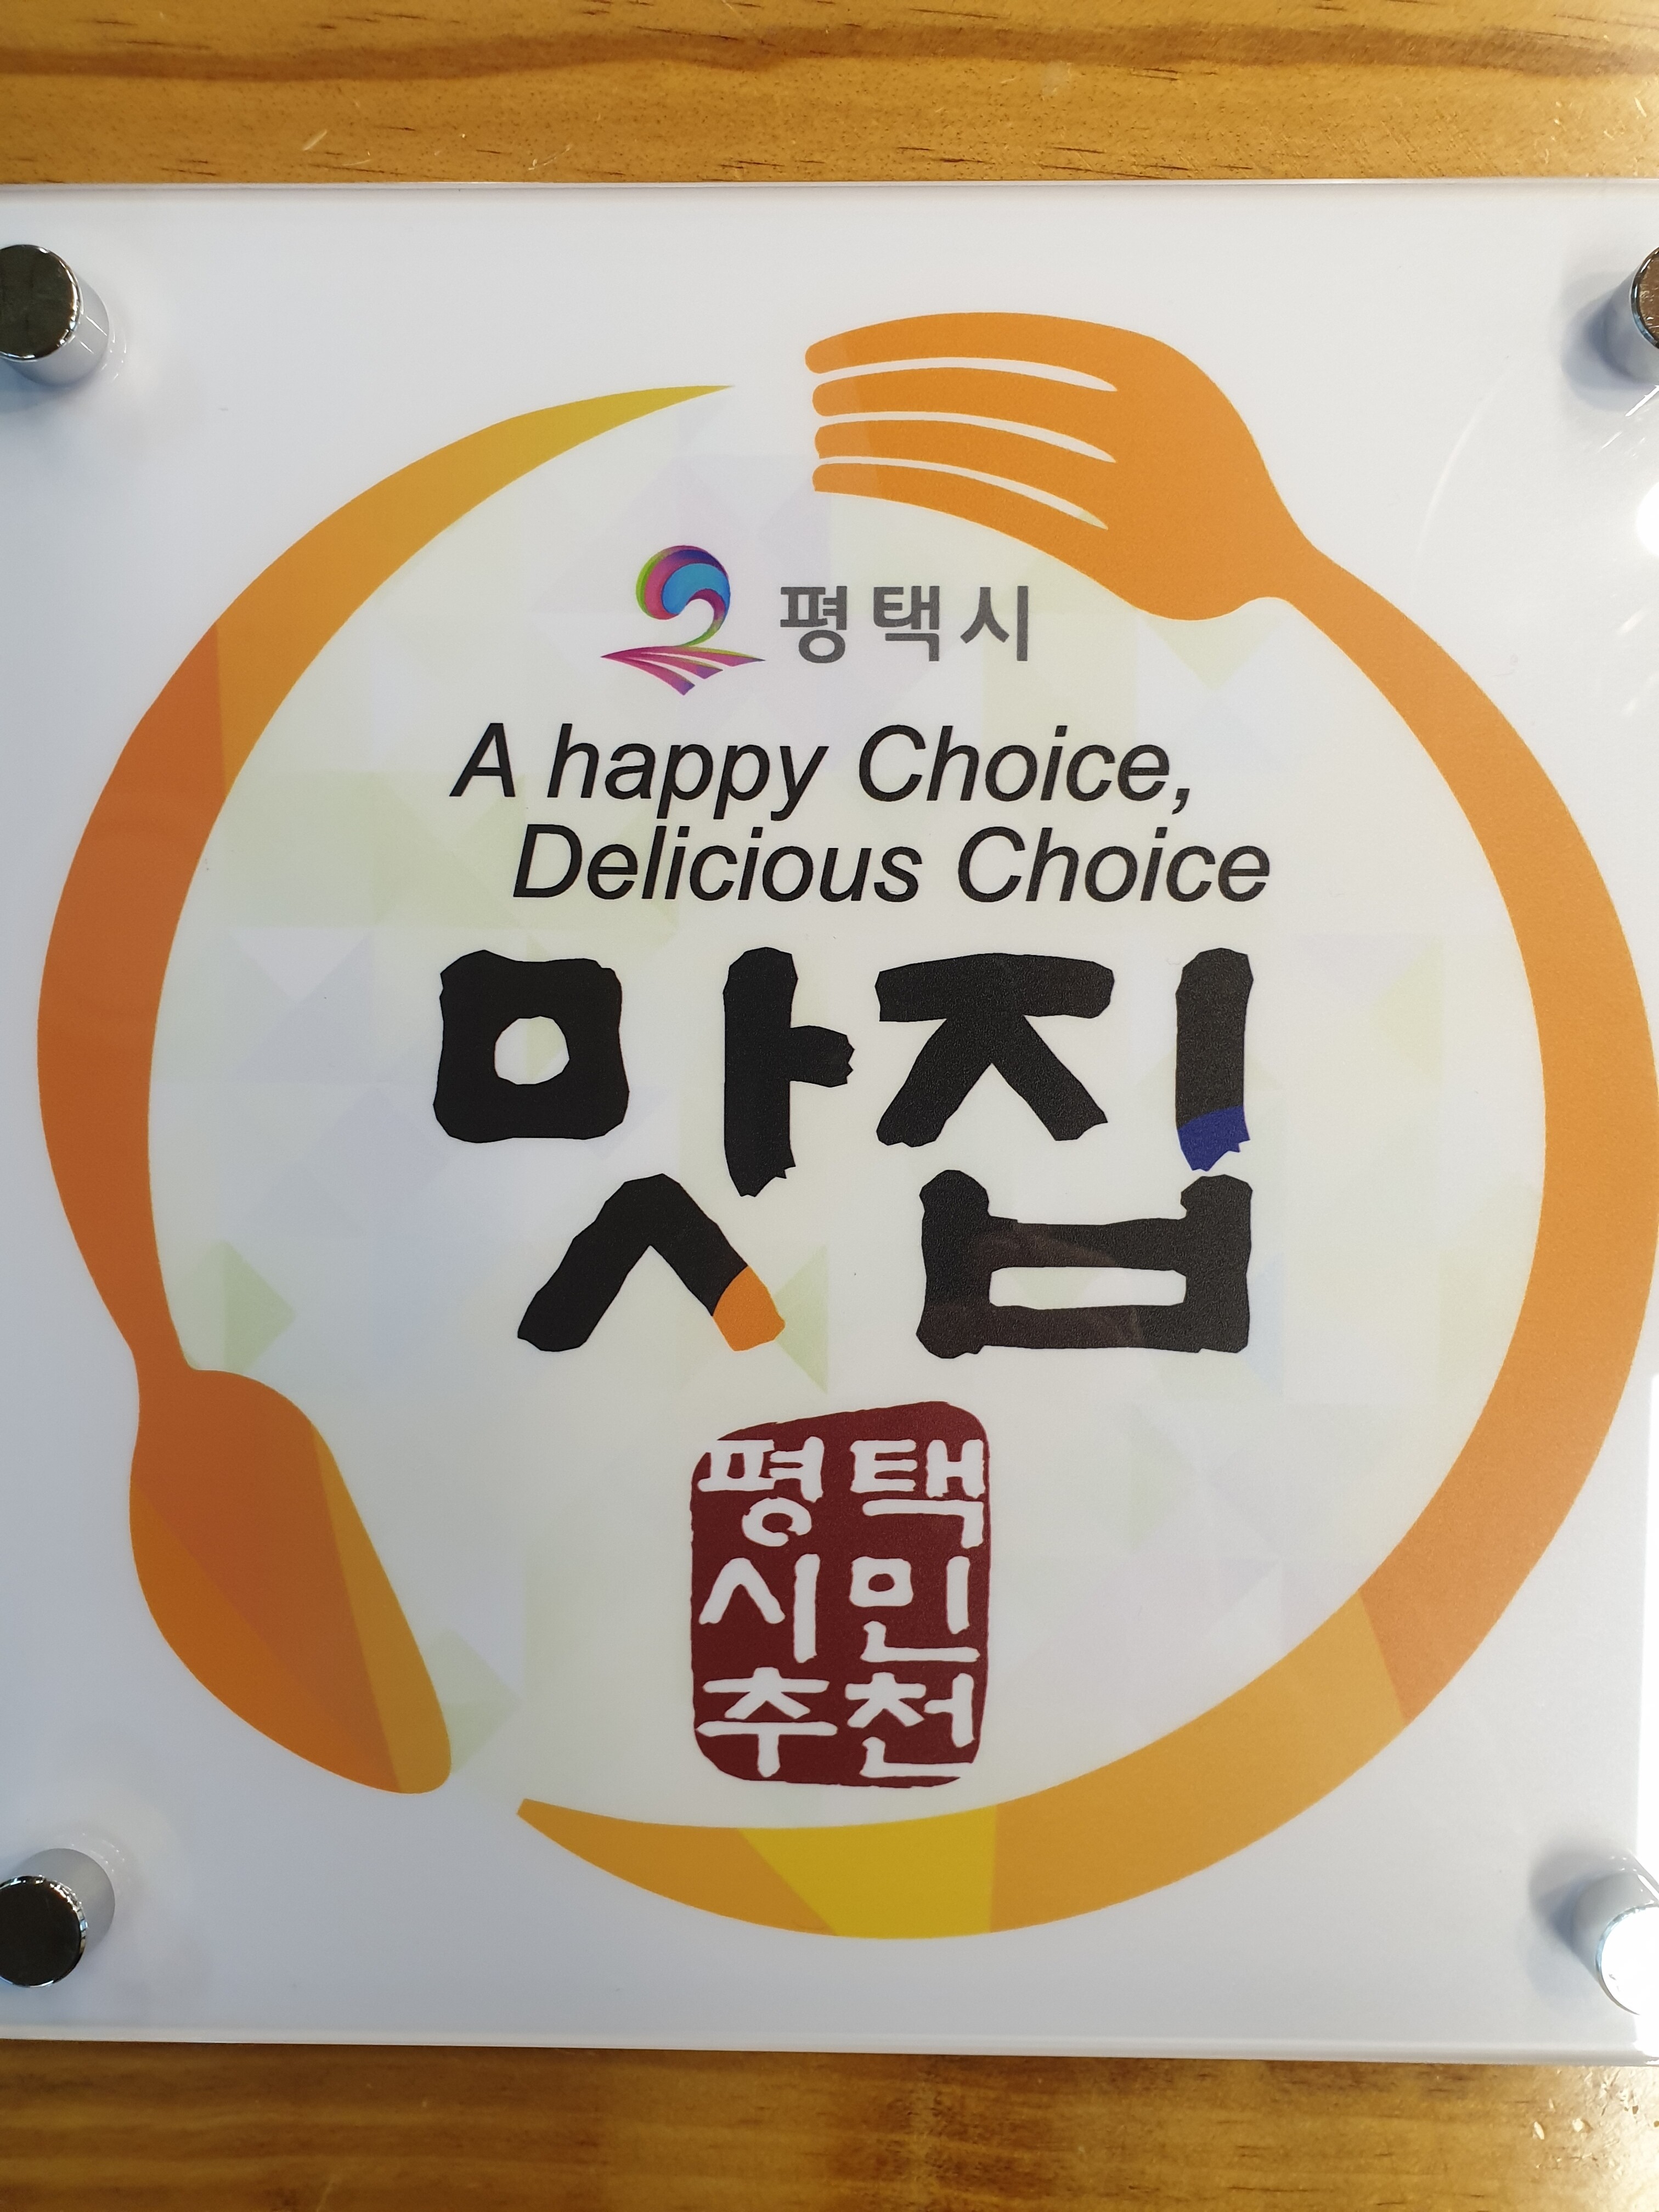 평택시
A happy Choice,
Delicious Choice
맛집
평택
시민
추천